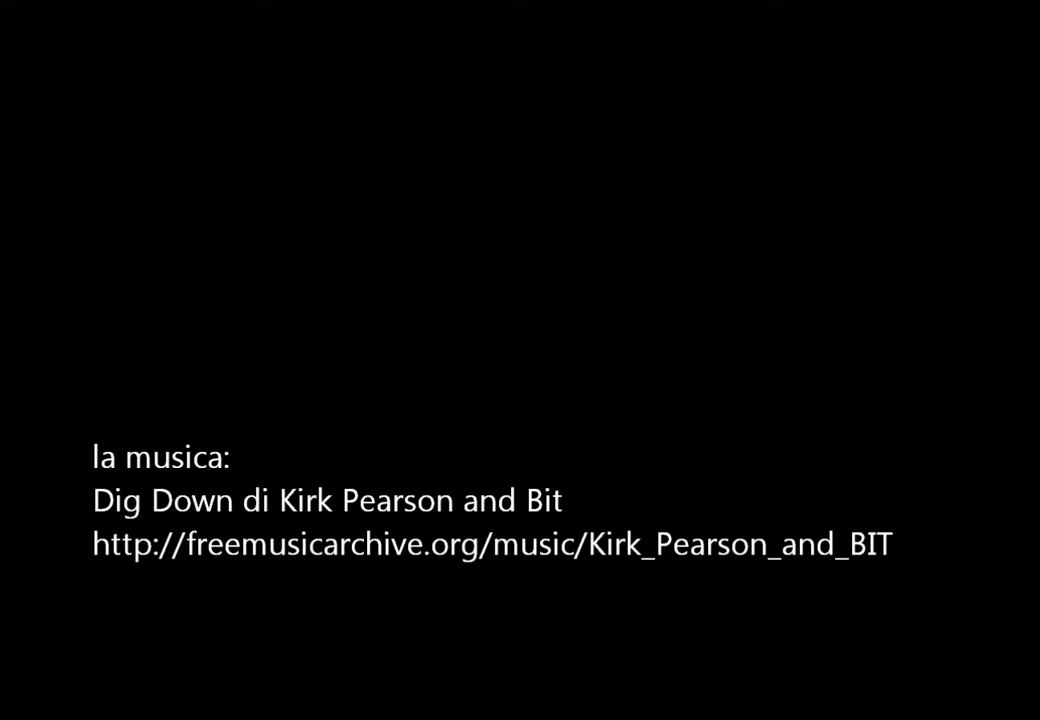 la musica:
Dig Down di Kirk Pearson and Bit
http://freemusicarchive.org/music/Kirk_Pearson_and_BIT